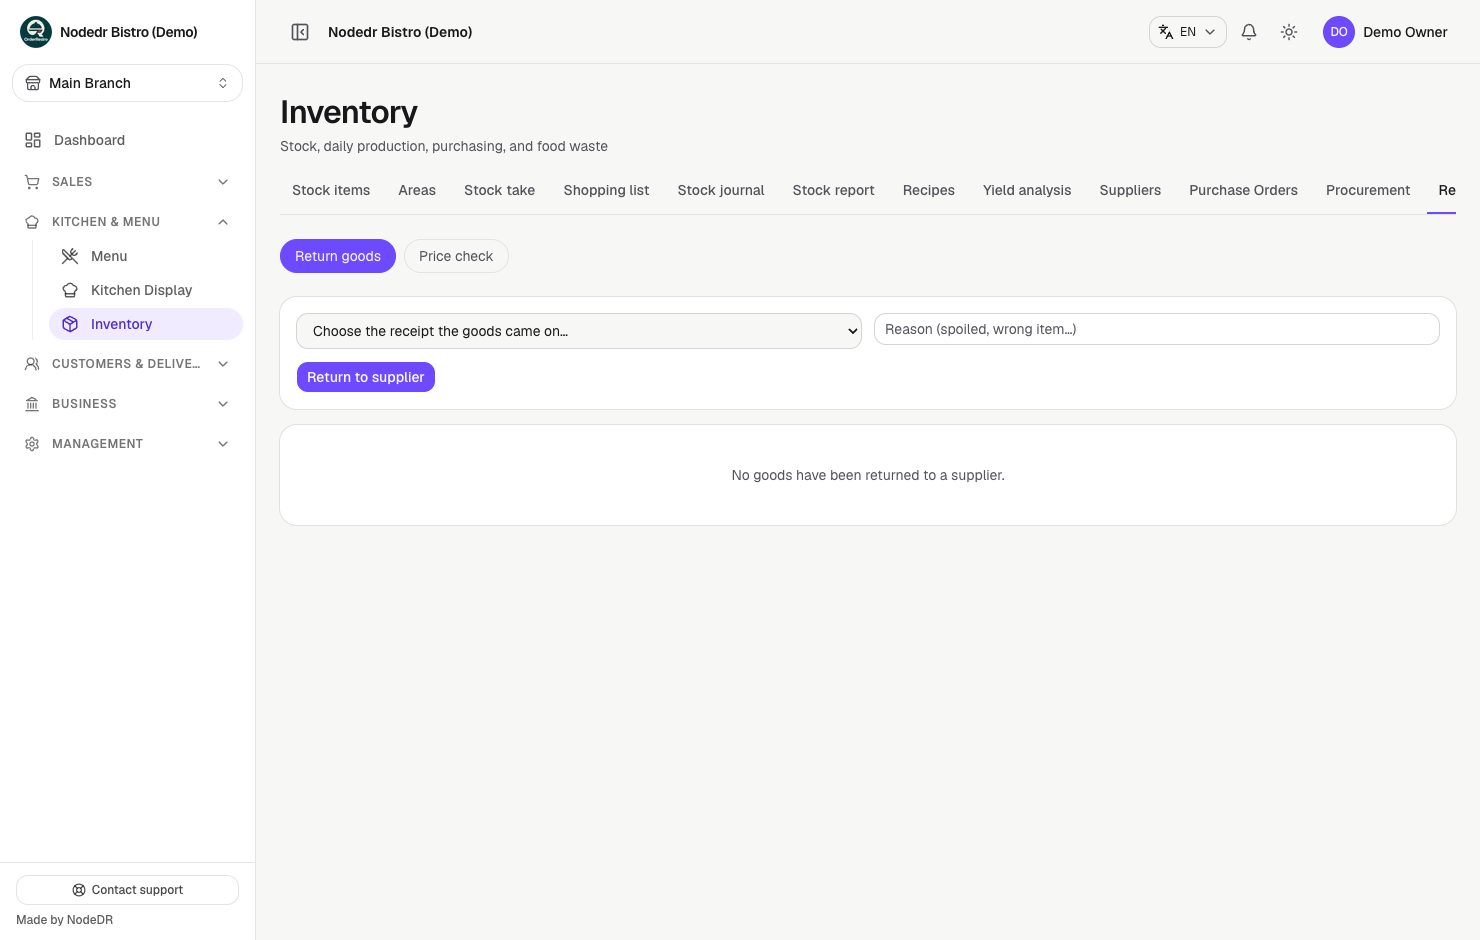 Nodedr Bistro (Demo)
Main Branch
Dashboard
SALES
KITCHEN & MENU
Menu
Kitchen Display
Inventory
CUSTOMERS & DELIVE...
BUSINESS
MANAGEMENT
Contact support
Made by NodeDR
Nodedr Bistro (Demo)
EN
DO
Demo Owner
Inventory
Stock, daily production, purchasing, and food waste
Stock items Areas Stock take Shopping list Stock journal Stock report Recipes Yield analysis Suppliers Purchase Orders Procurement Re
Return goods Price check
Choose the receipt the goods came on...
Reason (spoiled, wrong item...)
Return to supplier
No goods have been returned to a supplier.